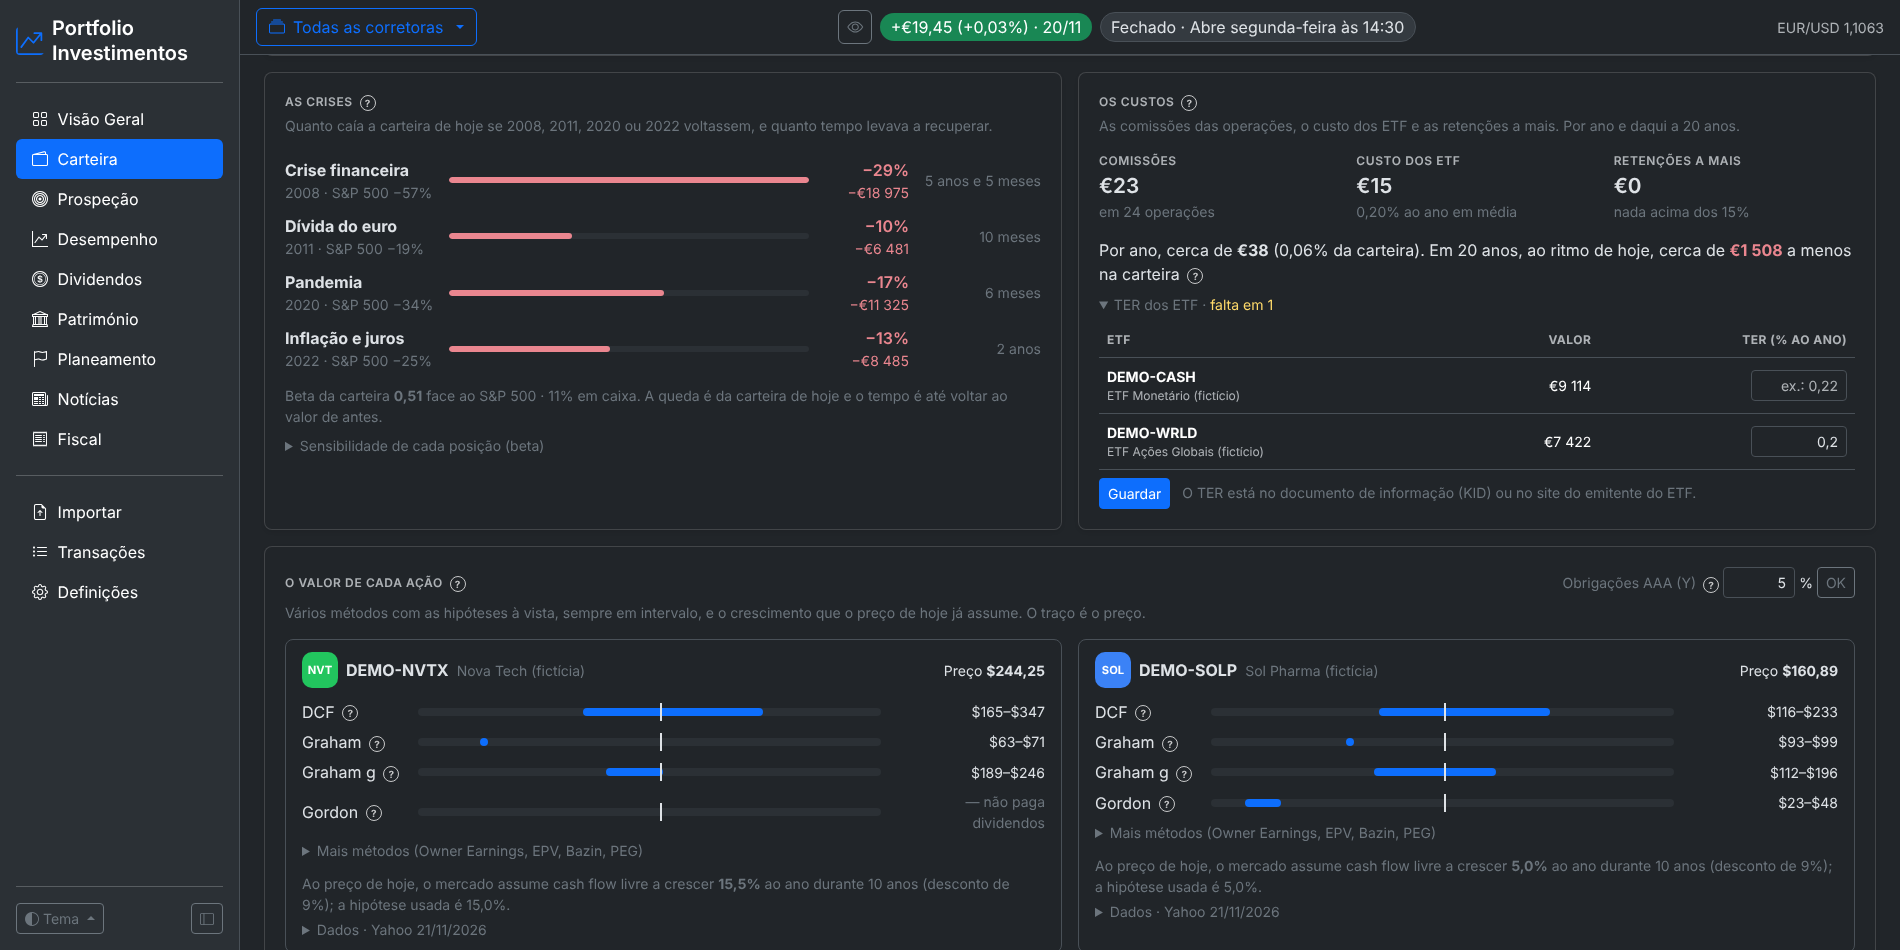 Portfolio
Investimentos
Visão Geral
Carteira
Prospeção
Desempenho
Dividendos
Património
Planeamento
Notícias
Fiscal
Importar
Transações
Definições
Tema
Todas as corretoras
+€19,45 (+0,03%) · 20/11
Fechado · Abre segunda-feira às 14:30
EUR/USD 1,1063
AS CRISES ?
Quanto caía a carteira de hoje se 2008, 2011, 2020 ou 2022 voltassem, e quanto tempo levava a recuperar.
Crise financeira −29%
2008 · S&P 500 −57% −€18 975 5 anos e 5 meses
Dívida do euro −10%
2011 · S&P 500 −19% −€6 481 10 meses
Pandemia −17%
2020 · S&P 500 −34% −€11 325 6 meses
Inflação e juros −13%
2022 · S&P 500 −25% −€8 485 2 anos
Beta da carteira 0,51 face ao S&P 500 · 11% em caixa. A queda é da carteira de hoje e o tempo é até voltar ao
valor de antes.
Sensibilidade de cada posição (beta)
OS CUSTOS ?
As comissões das operações, o custo dos ETF e as retenções a mais. Por ano e daqui a 20 anos.
COMISSÕES CUSTO DOS ETF RETENÇÕES A MAIS
€23 €15 €0
em 24 operações 0,20% ao ano em média nada acima dos 15%
Por ano, cerca de €38 (0,06% da carteira). Em 20 anos, ao ritmo de hoje, cerca de €1 508 a menos
na carteira ?
TER dos ETF · falta em 1
ETF VALOR TER (% AO ANO)
DEMO-CASH
ETF Monetário (fictício) €9 114 ex.: 0,22
DEMO-WRLD
ETF Ações Globais (fictício) €7 422 0,2
Guardar O TER está no documento de informação (KID) ou no site do emitente do ETF.
O VALOR DE CADA AÇÃO ? Obrigações AAA (Y) ? 5 % OK
Vários métodos com as hipóteses à vista, sempre em intervalo, e o crescimento que o preço de hoje já assume. O traço é o preço.
NVT DEMO-NVTX Nova Tech (fictícia) Preço $244,25
DCF ? $165–$347
Graham ? $63–$71
Graham g ? $189–$246
Gordon ? — não paga
dividendos
Mais métodos (Owner Earnings, EPV, Bazin, PEG)
Ao preço de hoje, o mercado assume cash flow livre a crescer 15,5% ao ano durante 10 anos (desconto de
9%); a hipótese usada é 15,0%.
Dados · Yahoo 21/11/2026
SOL DEMO-SOLP Sol Pharma (fictícia) Preço $160,89
DCF ? $116–$233
Graham ? $93–$99
Graham g ? $112–$196
Gordon ? $23–$48
Mais métodos (Owner Earnings, EPV, Bazin, PEG)
Ao preço de hoje, o mercado assume cash flow livre a crescer 5,0% ao ano durante 10 anos (desconto de 9%);
a hipótese usada é 5,0%.
Dados · Yahoo 21/11/2026